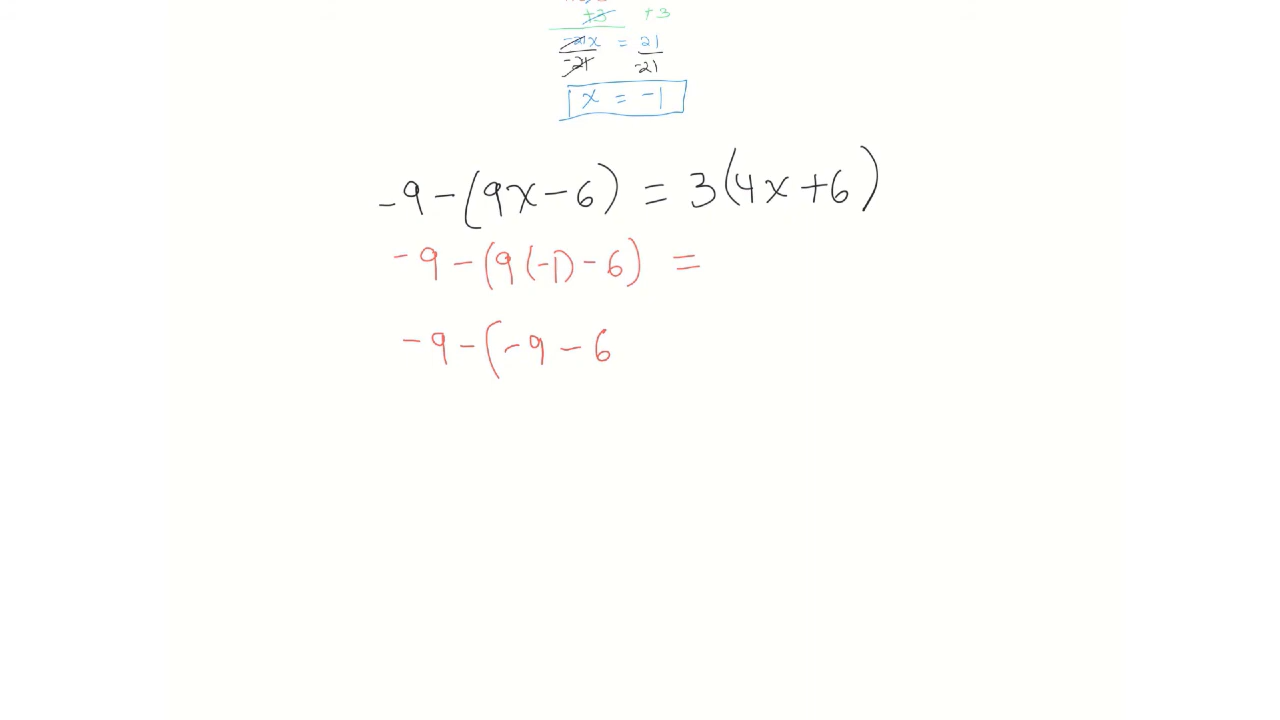 +3 +3
-21x = 21
-21 -21
x = -1
-9-(9x-6) = 3(4x+6)
-9-(9(-1)-6) =
-9-(-9-6